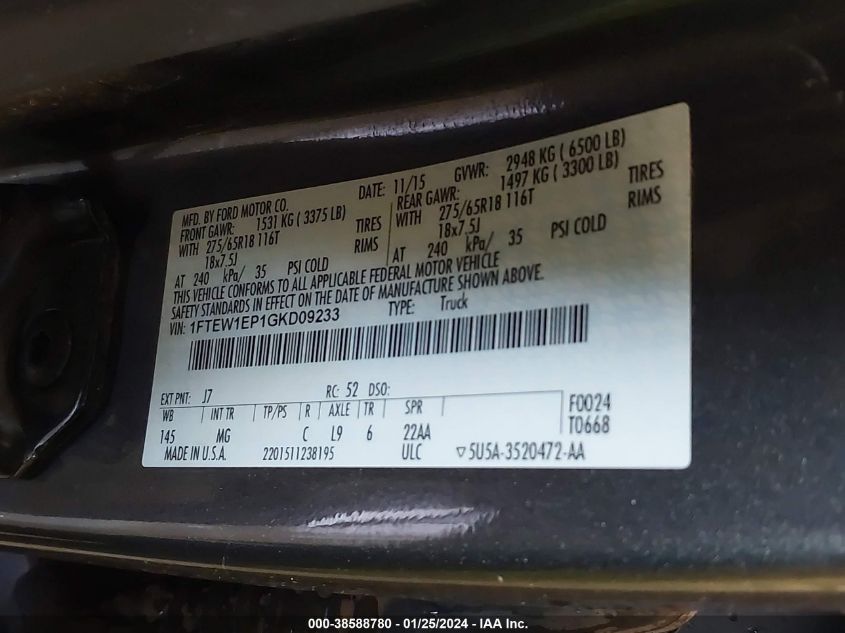 MFD. BY FORD MOTOR CO. DATE: 11/15 GVWR: 2948 KG ( 6500 LB)
FRONT GAWR: 1531 KG ( 3375 LB) REAR GAWR: 1497 KG ( 3300 LB)
WITH 275/65R18 116T TIRES WITH 275/65R18 116T TIRES
18x7.5J RIMS 18x7.5J RIMS
AT 240 kPa/ 35 PSI COLD AT 240 kPa/ 35 PSI COLD
THIS VEHICLE CONFORMS TO ALL APPLICABLE FEDERAL MOTOR VEHICLE
SAFETY STANDARDS IN EFFECT ON THE DATE OF MANUFACTURE SHOWN ABOVE.
VIN: 1FTEW1EP1GKD09233 TYPE: Truck
EXT PNT: J7 RC: 52 DSO:
WB INT TR TP/PS R AXLE TR SPR F0024
145 MG C L9 6 22AA T0668
MADE IN U.S.A. 2201511238195 ULC ▽5U5A-3520472-AA
000-38588780 - 01/25/2024 - IAA Inc.